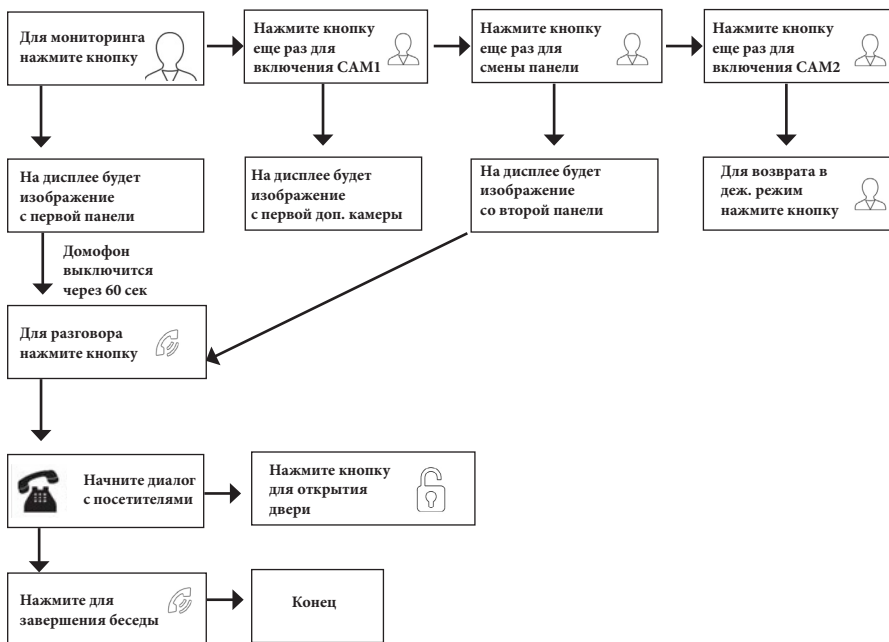 Для мониторинга
нажмите кнопку
Нажмите кнопку
еще раз для
включения CAM1
Нажмите кнопку
еще раз для
смены панели
Нажмите кнопку
еще раз для
включения CAM2
На дисплее будет
изображение
с первой панели
На дисплее будет
изображение
с первой доп. камеры
На дисплее будет
изображение
со второй панели
Для возврата в
деж. режим
нажмите кнопку
Домофон
выключится
через 60 сек
Для разговора
нажмите кнопку
Начните диалог
с посетителями
Нажмите кнопку
для открытия
двери
Нажмите для
завершения беседы
Конец